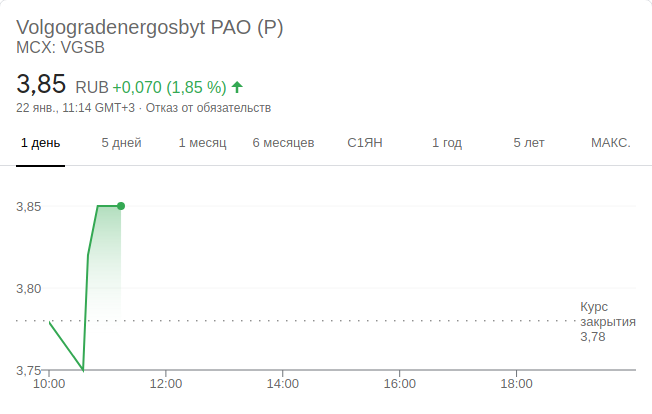 Volgogradenergosbyt PAO (P)
MCX: VGSB
3,85 RUB +0,070 (1,85 %)
22 янв., 11:14 GMT+3 · Отказ от обязательств
1 день 5 дней 1 месяц 6 месяцев С1ЯН 1 год 5 лет МАКС.
3,85
3,80
Курс
закрытия
3,78
3,75
10:00 12:00 14:00 16:00 18:00